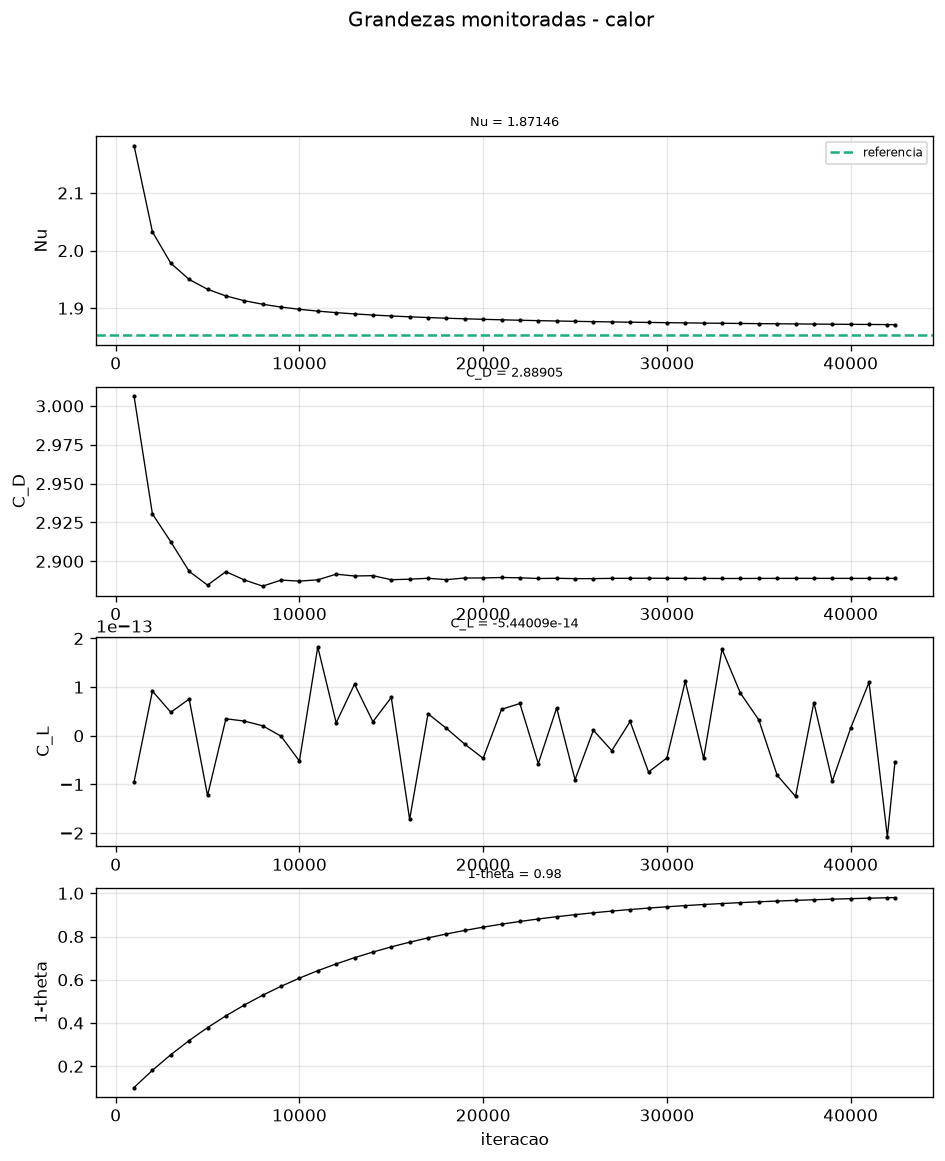 Grandezas monitoradas - calor
Nu = 1.87146
referencia
2.1
2.0
1.9
Nu
0 10000 20000 30000 40000
C_D = 2.88905
3.000
2.975
2.950
2.925
2.900
C_D
0 10000 20000 30000 40000
1e−13
C_L = -5.44009e-14
2
1
0
−1
−2
C_L
0 10000 20000 30000 40000
1-theta = 0.98
1.0
0.8
0.6
0.4
0.2
1-theta
0 10000 20000 30000 40000
iteracao